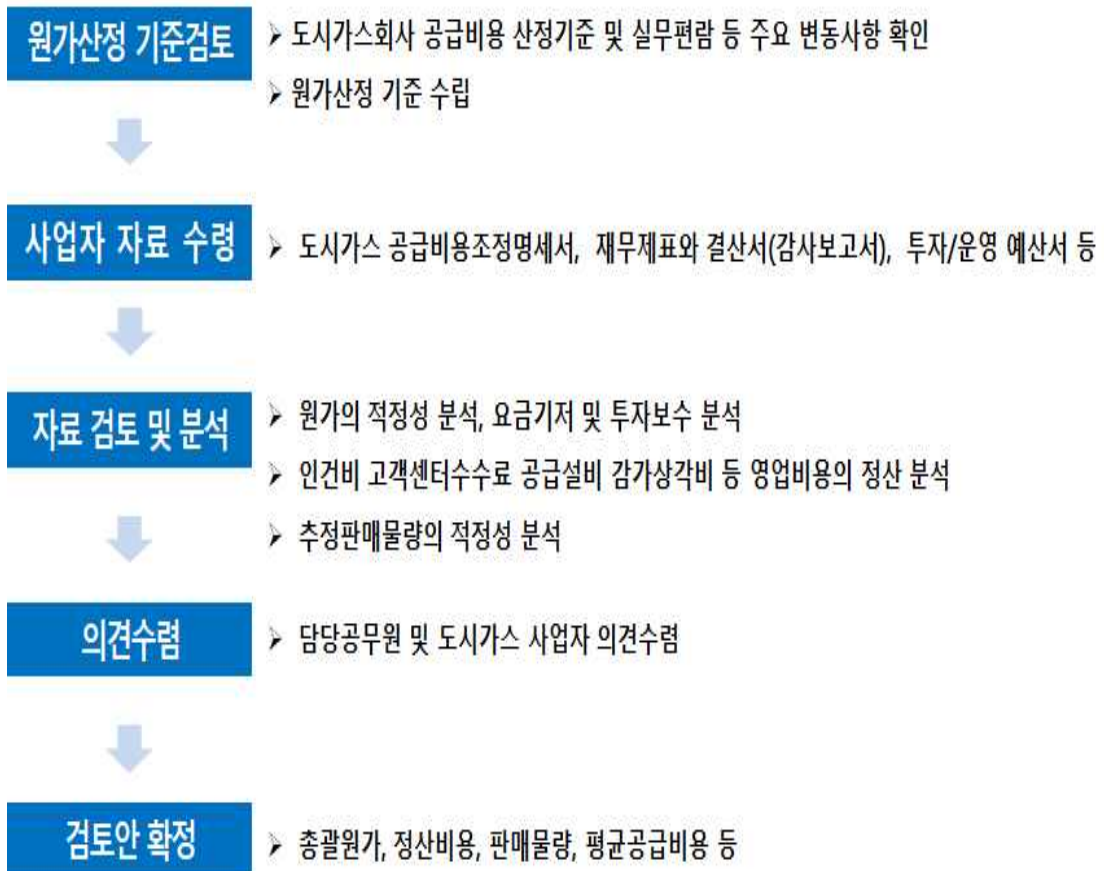 원가산정 기준검토
➢ 도시가스회사 공급비용 산정기준 및 실무편람 등 주요 변동사항 확인
➢ 원가산정 기준 수립
사업자 자료 수령
➢ 도시가스 공급비용조정명세서, 재무제표와 결산서(감사보고서), 투자/운영 예산서 등
자료 검토 및 분석
➢ 원가의 적정성 분석, 요금기저 및 투자보수 분석
➢ 인건비 고객센터수수료 공급설비 감가상각비 등 영업비용의 정산 분석
➢ 추정판매물량의 적정성 분석
의견수렴
➢ 담당공무원 및 도시가스 사업자 의견수렴
검토안 확정
➢ 총괄원가, 정산비용, 판매물량, 평균공급비용 등